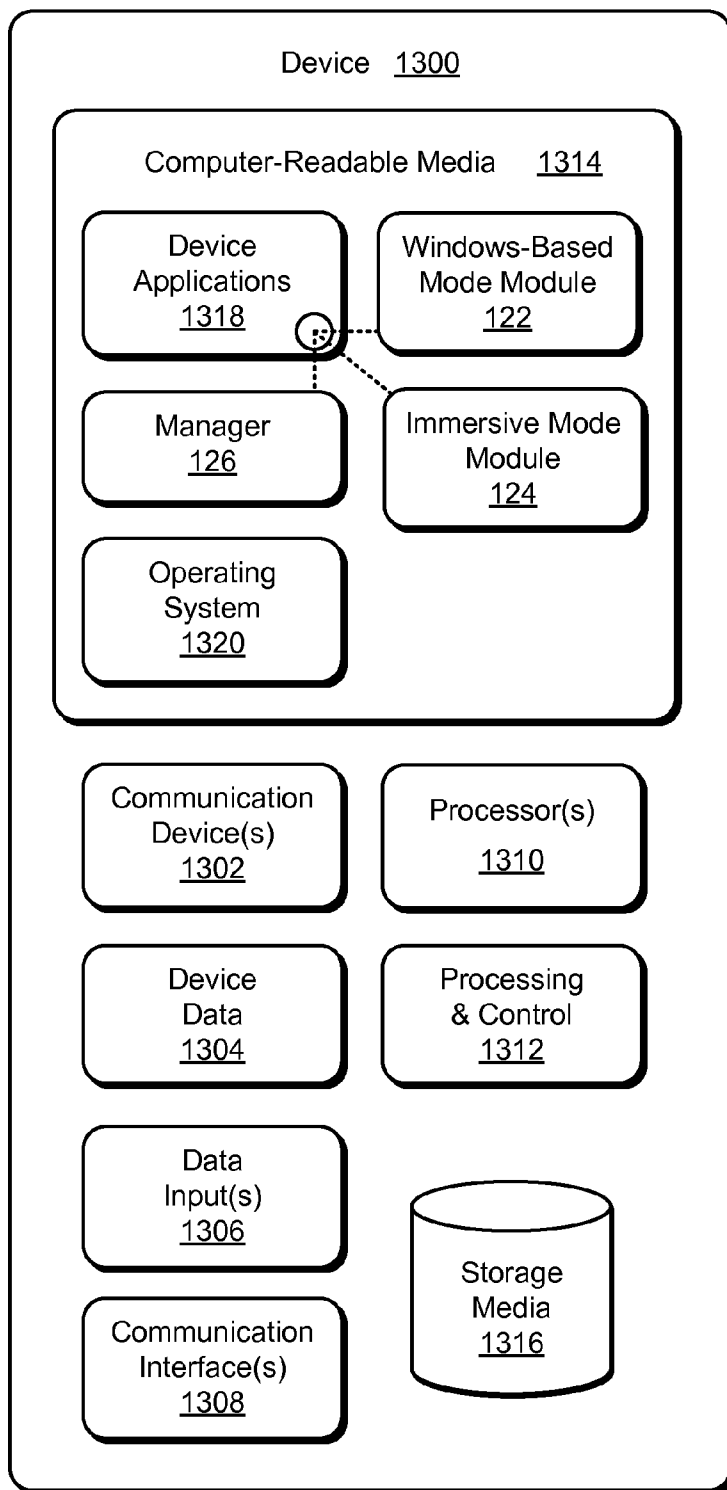 Device 1300
Computer-Readable Media 1314
Device
Applications
1318
Windows-Based
Mode Module
122
Manager
126
Immersive Mode
Module
124
Operating
System
1320
Communication
Device(s)
1302
Processor(s)
1310
Device
Data
1304
Processing
& Control
1312
Data
Input(s)
1306
Storage
Media
1316
Communication
Interface(s)
1308